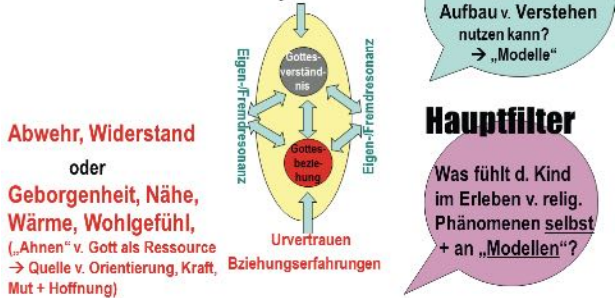 Aufbau v. Verstehen
nutzen kann?
→ „Modelle“
Eigen-/Fremdresonanz
Gottes-
verständ-
nis
Eigen-/Fremdresonanz
Gottes-
bezie-
hung
Hauptfilter
Abwehr, Widerstand
oder
Geborgenheit, Nähe,
Wärme, Wohlgefühl,
(„Ahnen“ v. Gott als Ressource
→ Quelle v. Orientierung, Kraft,
Mut + Hoffnung)
Urvertrauen
Beziehungserfahrungen
Was fühlt d. Kind
im Erleben v. relig.
Phänomenen selbst
+ an „Modellen“?